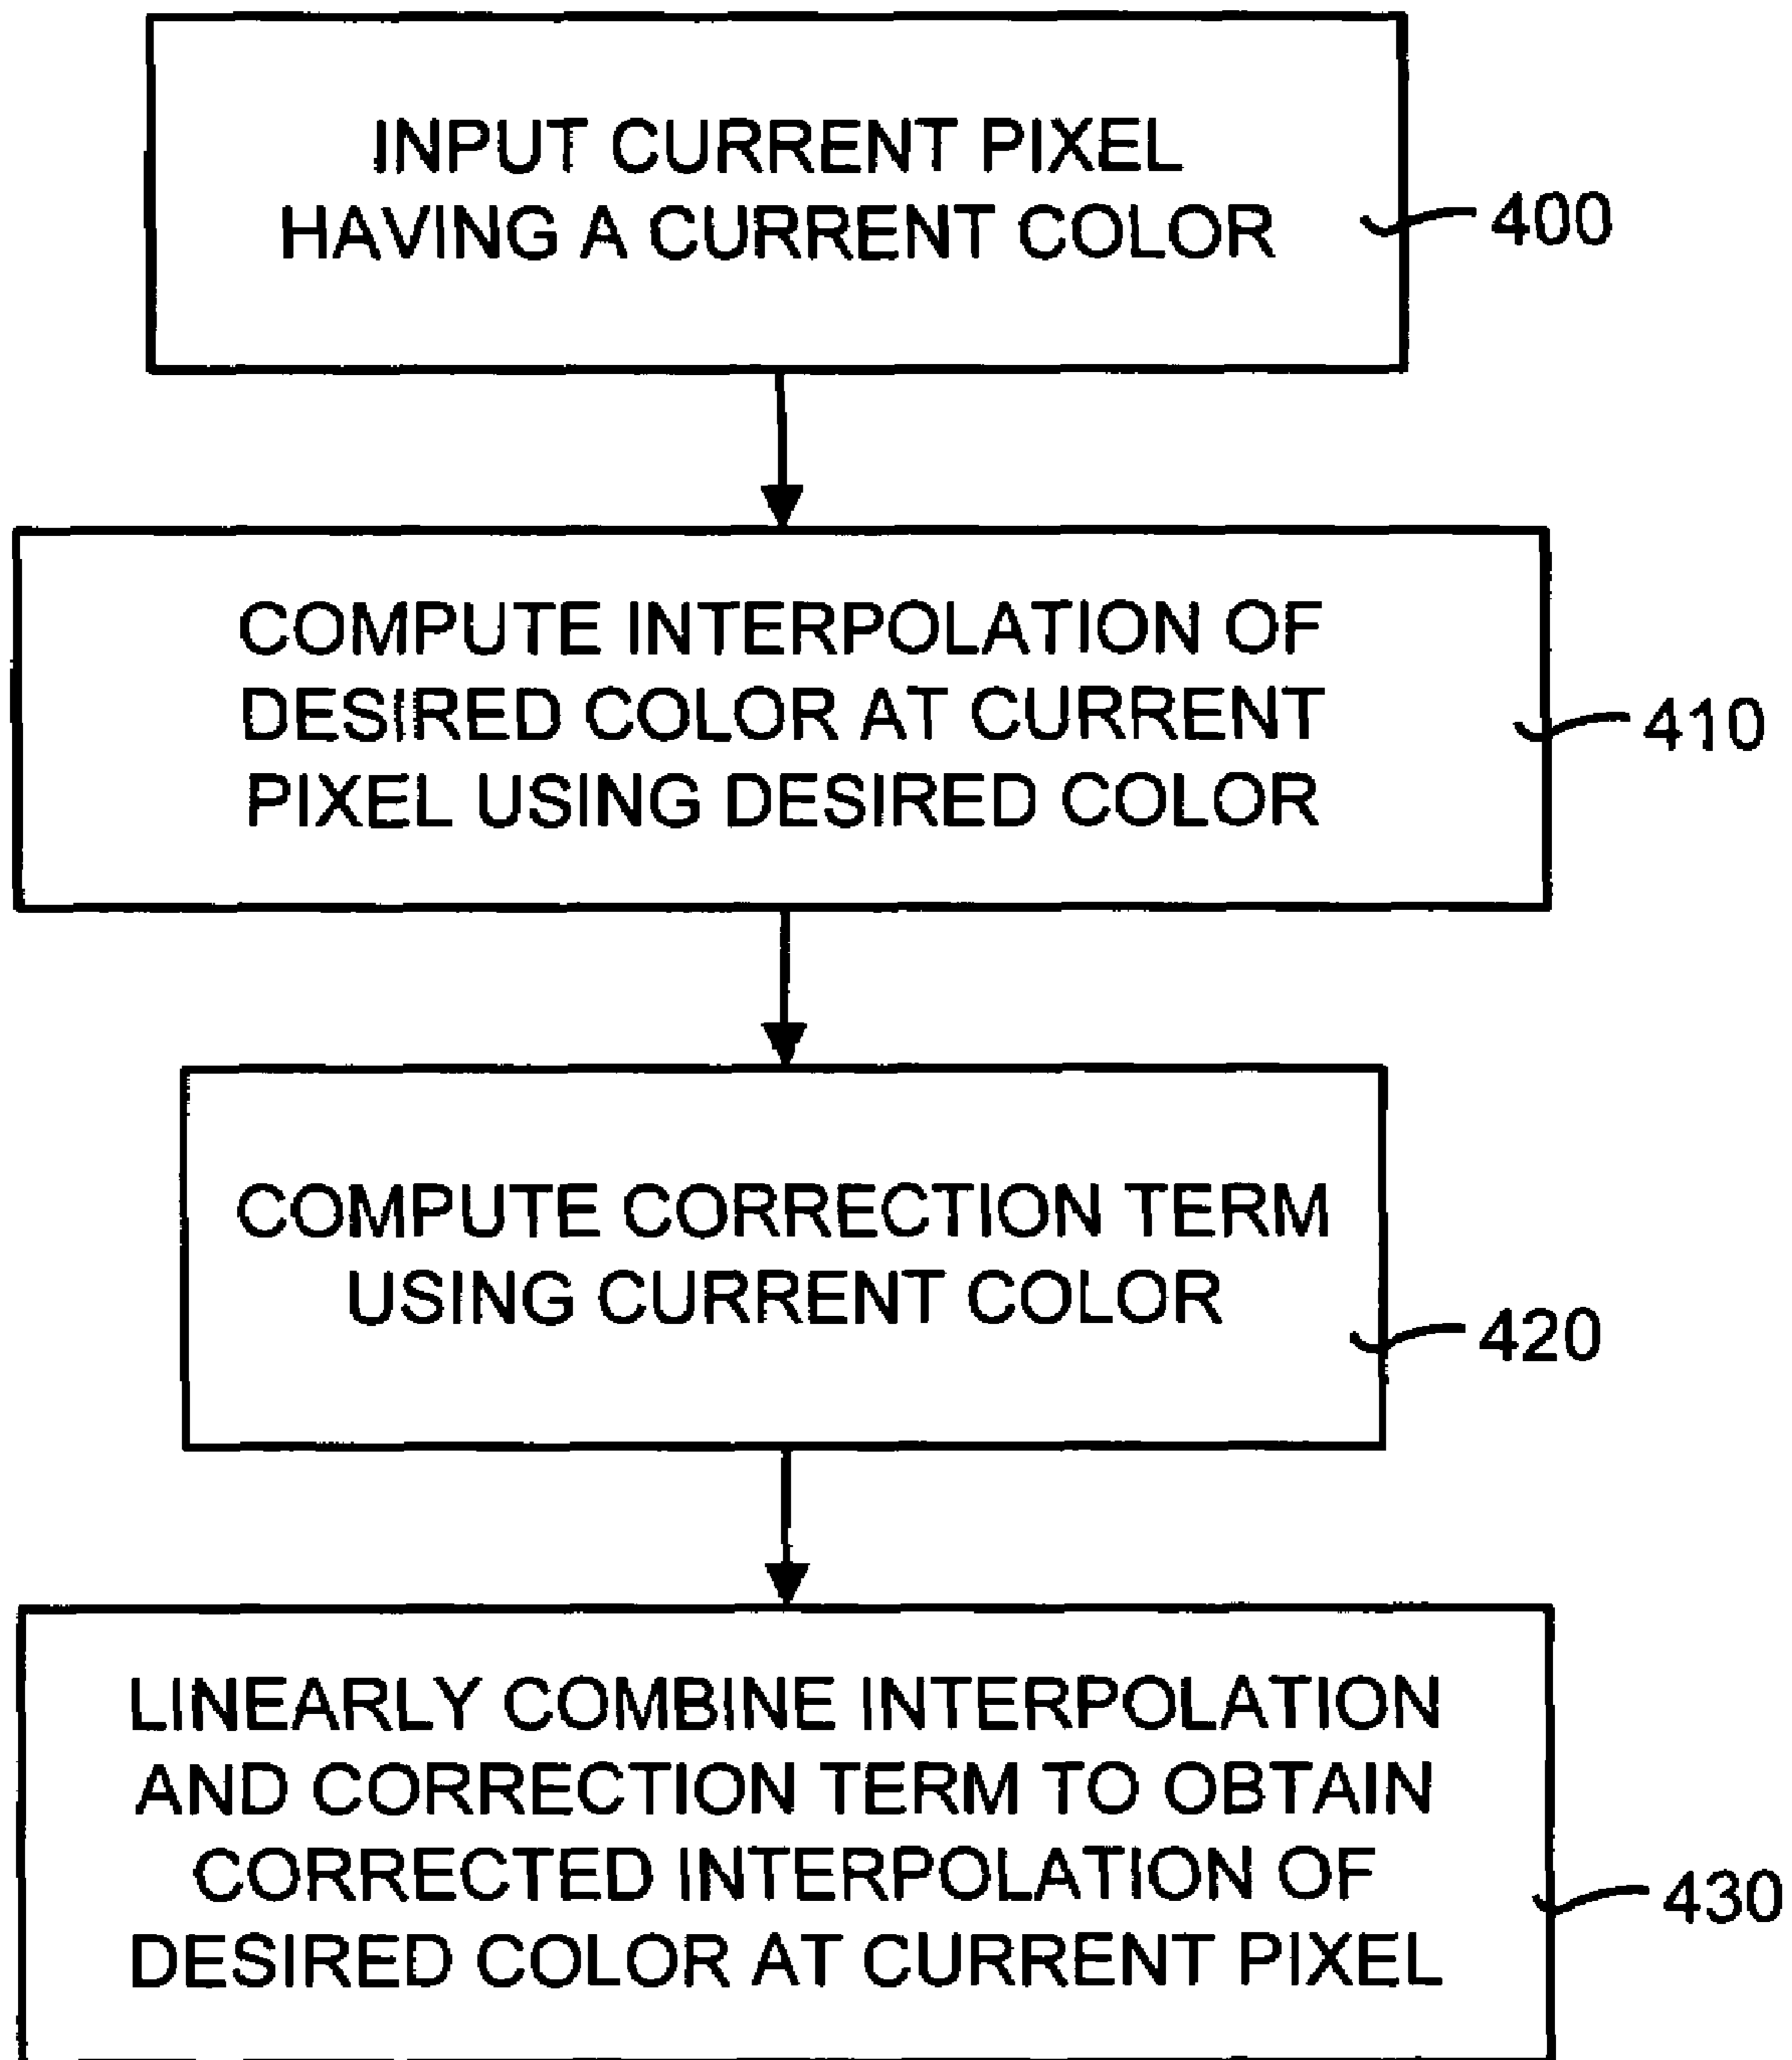 INPUT CURRENT PIXEL
HAVING A CURRENT COLOR
400
COMPUTE INTERPOLATION OF
DESIRED COLOR AT CURRENT
PIXEL USING DESIRED COLOR
410
COMPUTE CORRECTION TERM
USING CURRENT COLOR
420
LINEARLY COMBINE INTERPOLATION
AND CORRECTION TERM TO OBTAIN
CORRECTED INTERPOLATION OF
DESIRED COLOR AT CURRENT PIXEL
430